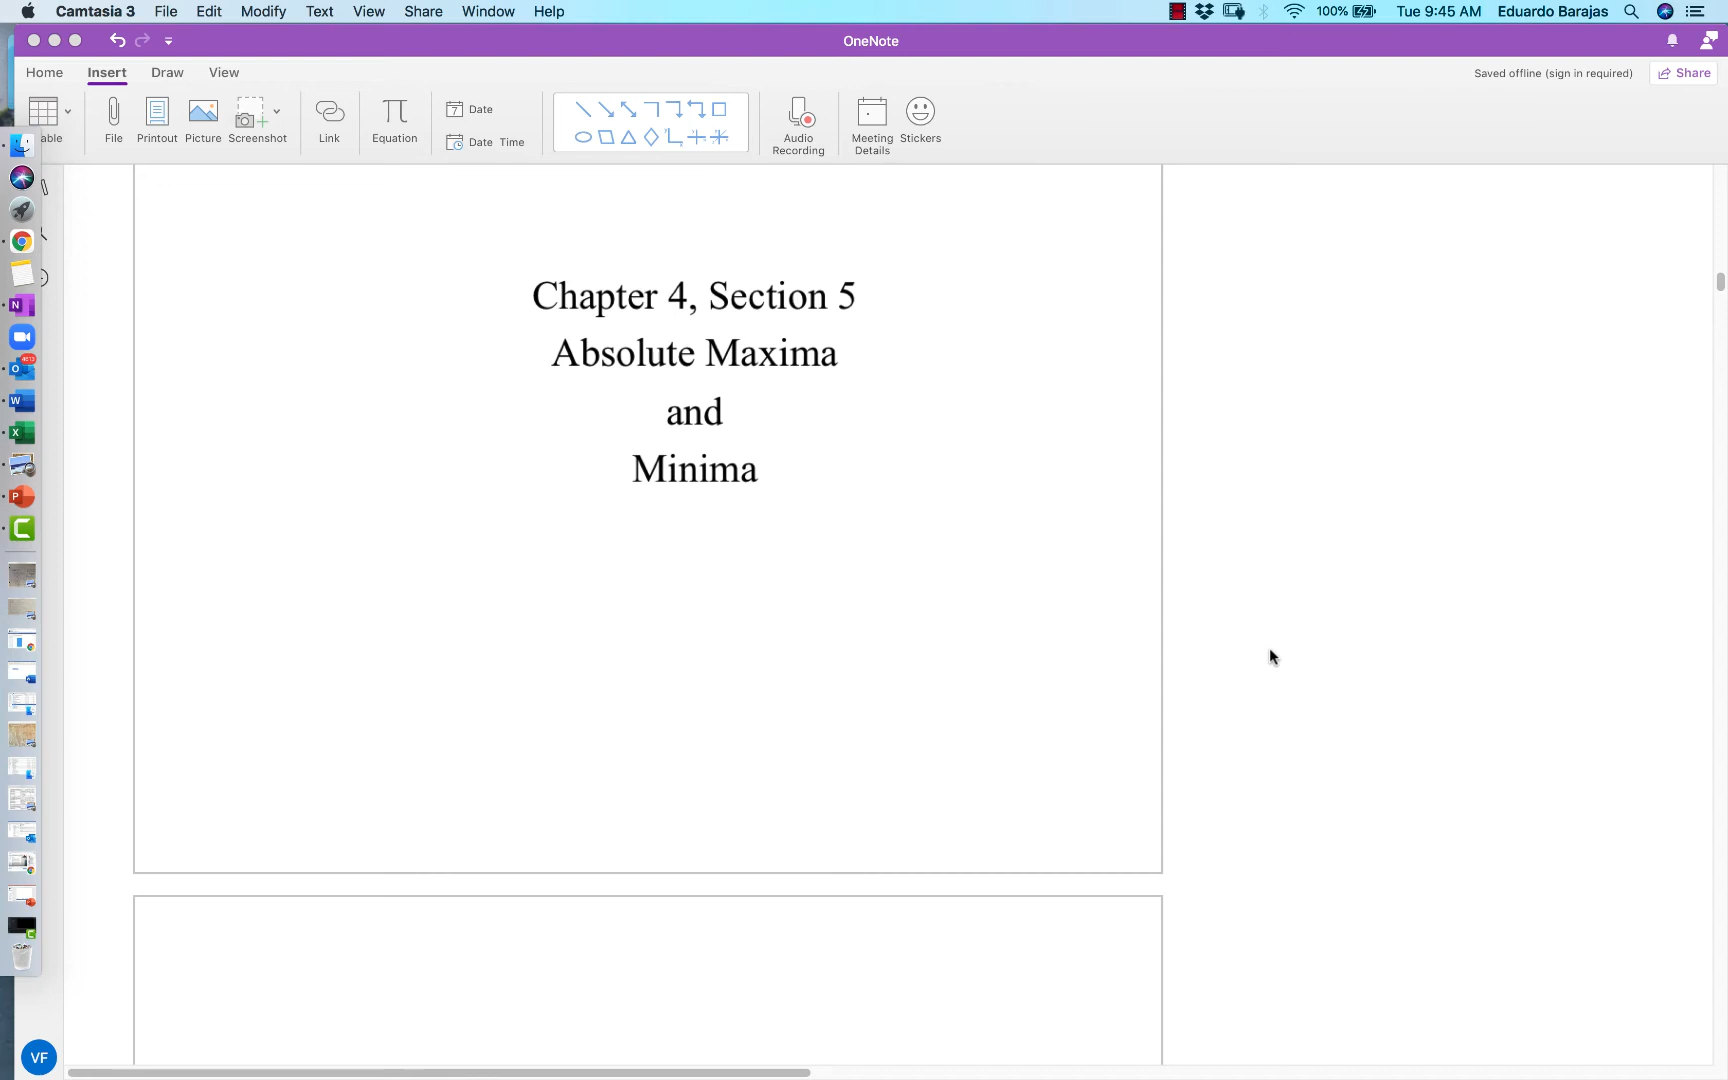 Camtasia 3 File Edit Modify Text View Share Window Help 100% Tue 9:45 AM Eduardo Barajas
OneNote
Home Insert Draw View Saved offline (sign in required) Share
able File Printout Picture Screenshot Link Equation Date Audio Recording Meeting Details Stickers
7 Date Time
Chapter 4, Section 5
Absolute Maxima
and
Minima
N
4613
O
W
X
P
VF